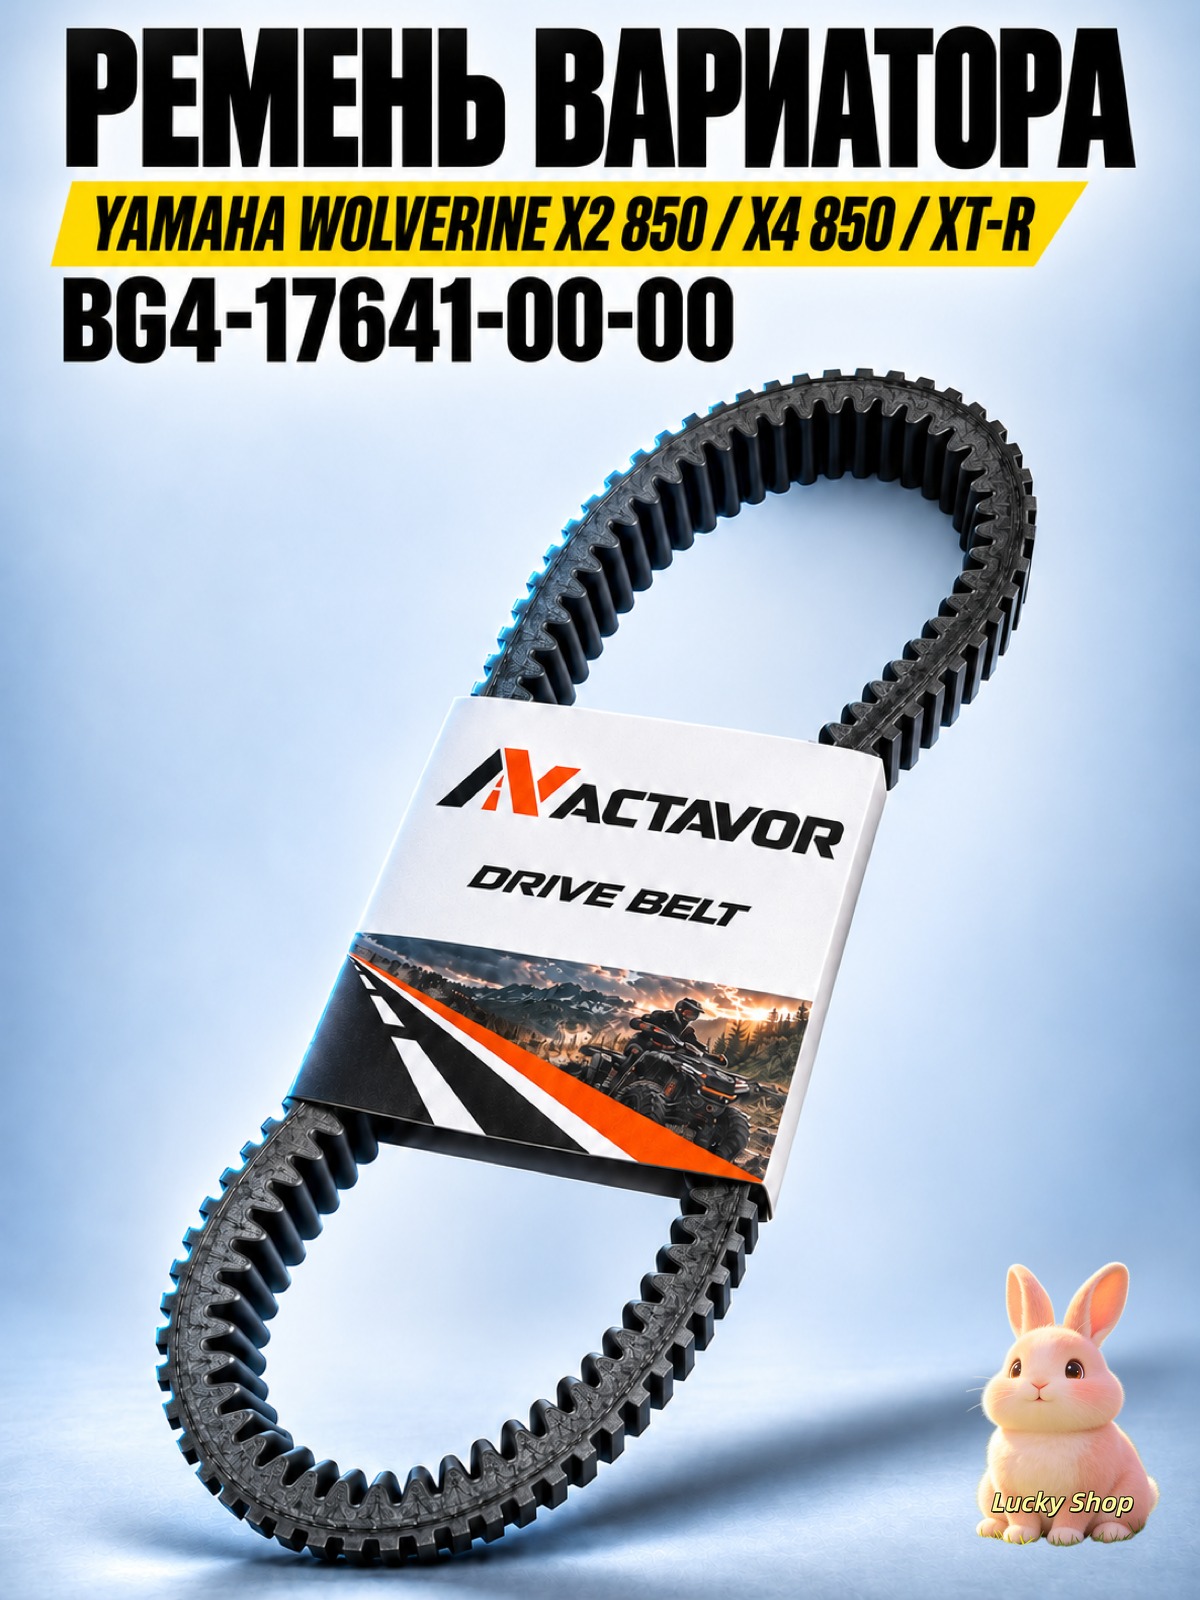 РЕМЕНЬ ВАРИАТОРА
YAMAHA WOLVERINE X2 850 / X4 850 / XT-R
BG4-17641-00-00
ACTAVOR
DRIVE BELT
Lucky Shop